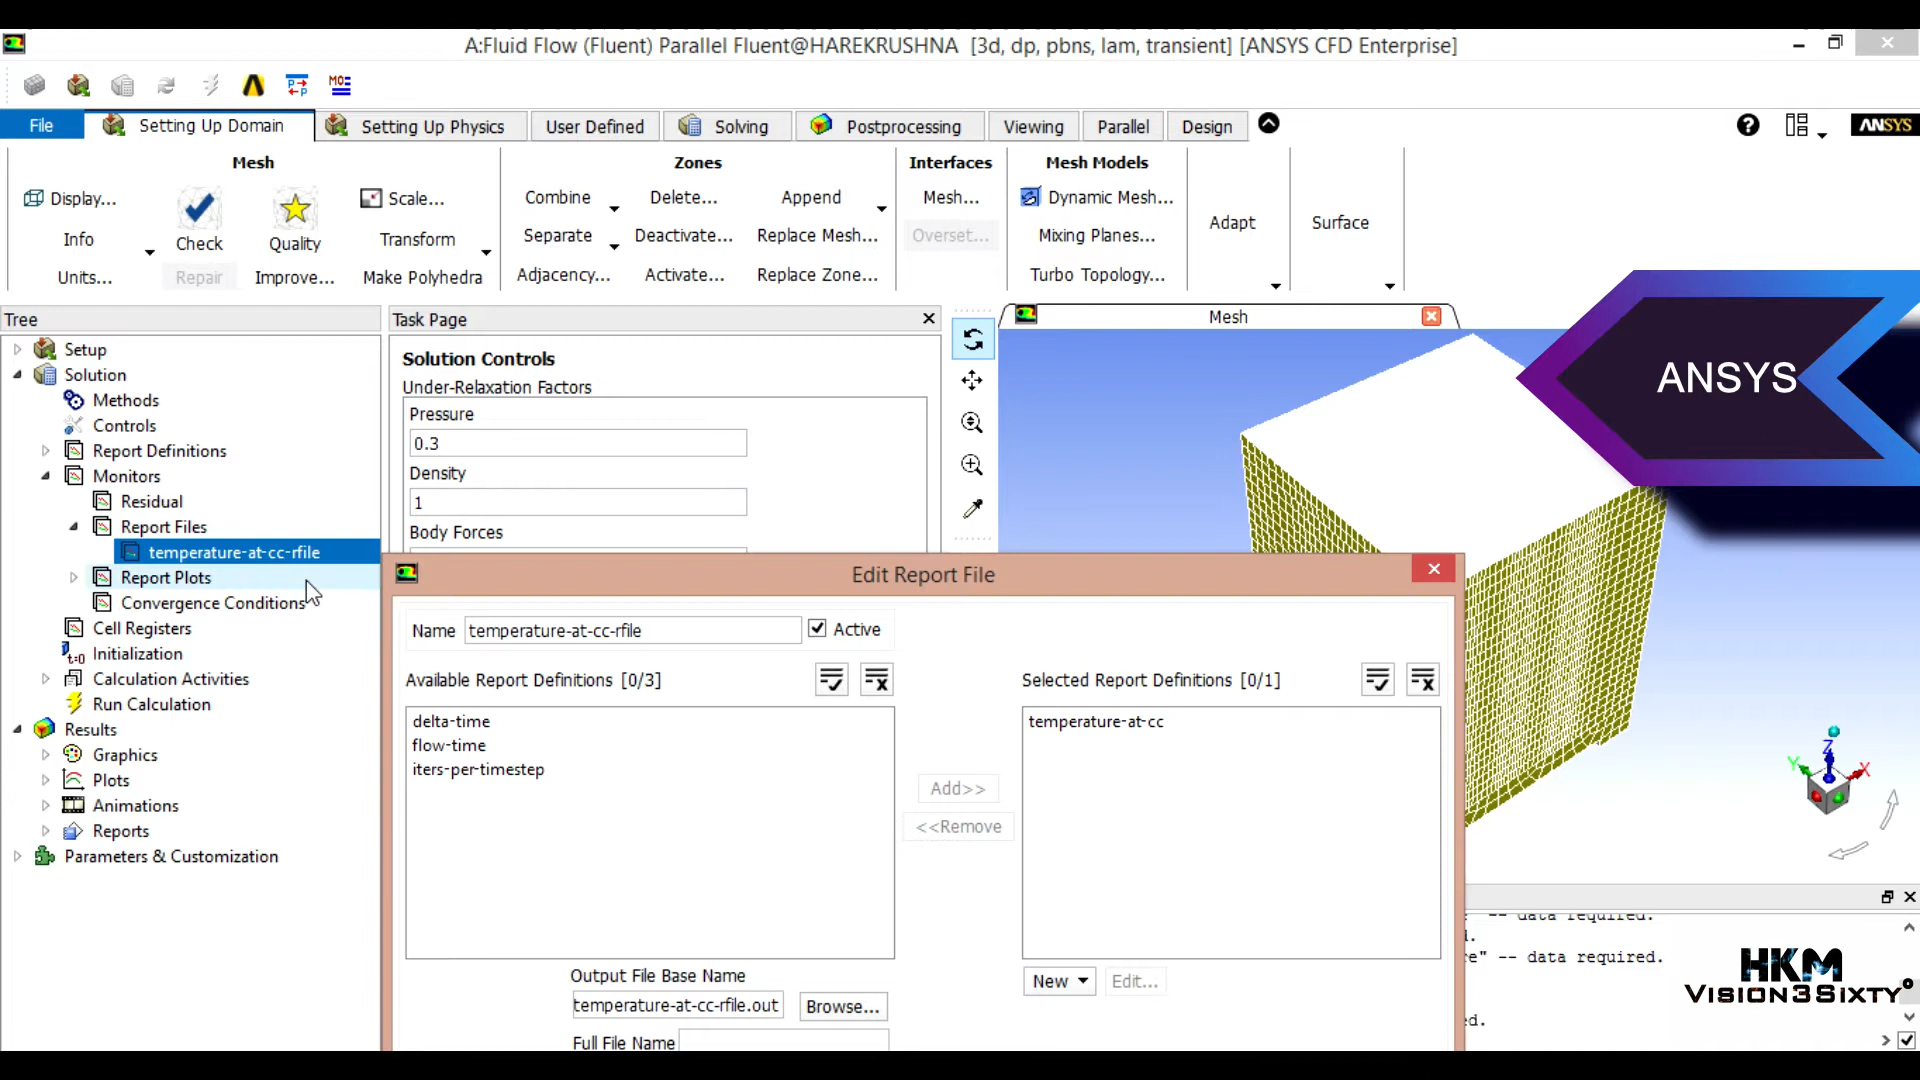 A:Fluid Flow (Fluent) Parallel Fluent@HAREKRUSHNA [3d, dp, pbns, lam, transient] [ANSYS CFD Enterprise]
File
Setting Up Domain
Setting Up Physics
User Defined
Solving
Postprocessing
Viewing
Parallel
Design
ANSYS
Mesh
Zones
Interfaces
Mesh Models
Display...
Info
Units...
Check
Repair
Quality
Improve...
Scale...
Transform
Make Polyhedra
Combine
Separate
Adjacency...
Delete...
Deactivate...
Activate...
Append
Replace Mesh...
Replace Zone...
Mesh...
Overset...
Dynamic Mesh...
Mixing Planes...
Turbo Topology...
Adapt
Surface
Tree
Setup
Solution
Methods
Controls
Report Definitions
Monitors
Residual
Report Files
temperature-at-cc-rfile
Report Plots
Convergence Conditions
Cell Registers
Initialization
Calculation Activities
Run Calculation
Results
Graphics
Plots
Animations
Reports
Parameters & Customization
Task Page
Solution Controls
Under-Relaxation Factors
Pressure
0.3
Density
1
Body Forces
Mesh
ANSYS
Edit Report File
Name temperature-at-cc-rfile Active
Available Report Definitions [0/3]
delta-time
flow-time
iters-per-timestep
Add>>
<<Remove
Selected Report Definitions [0/1]
temperature-at-cc
New
Edit...
Output File Base Name
temperature-at-cc-rfile.out Browse...
Full File Name
Z
Y
X
-- data required.
e" -- data required.
ed.
HKM
Vision3Sixty°